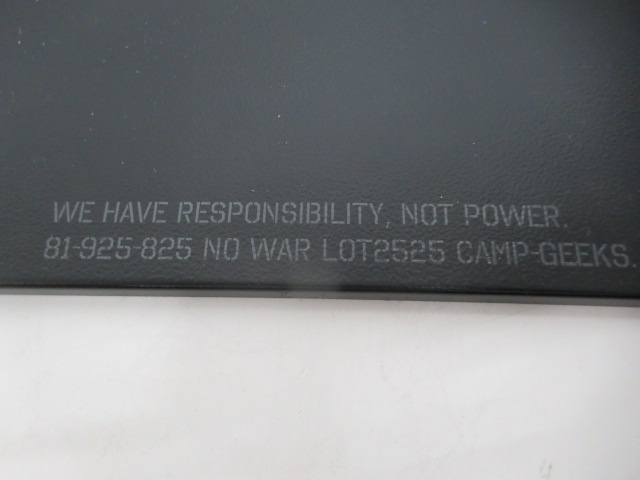 WE HAVE RESPONSIBILITY, NOT POWER.
81-925-825 NO WAR LOT2525 CAMP-GEEKS.